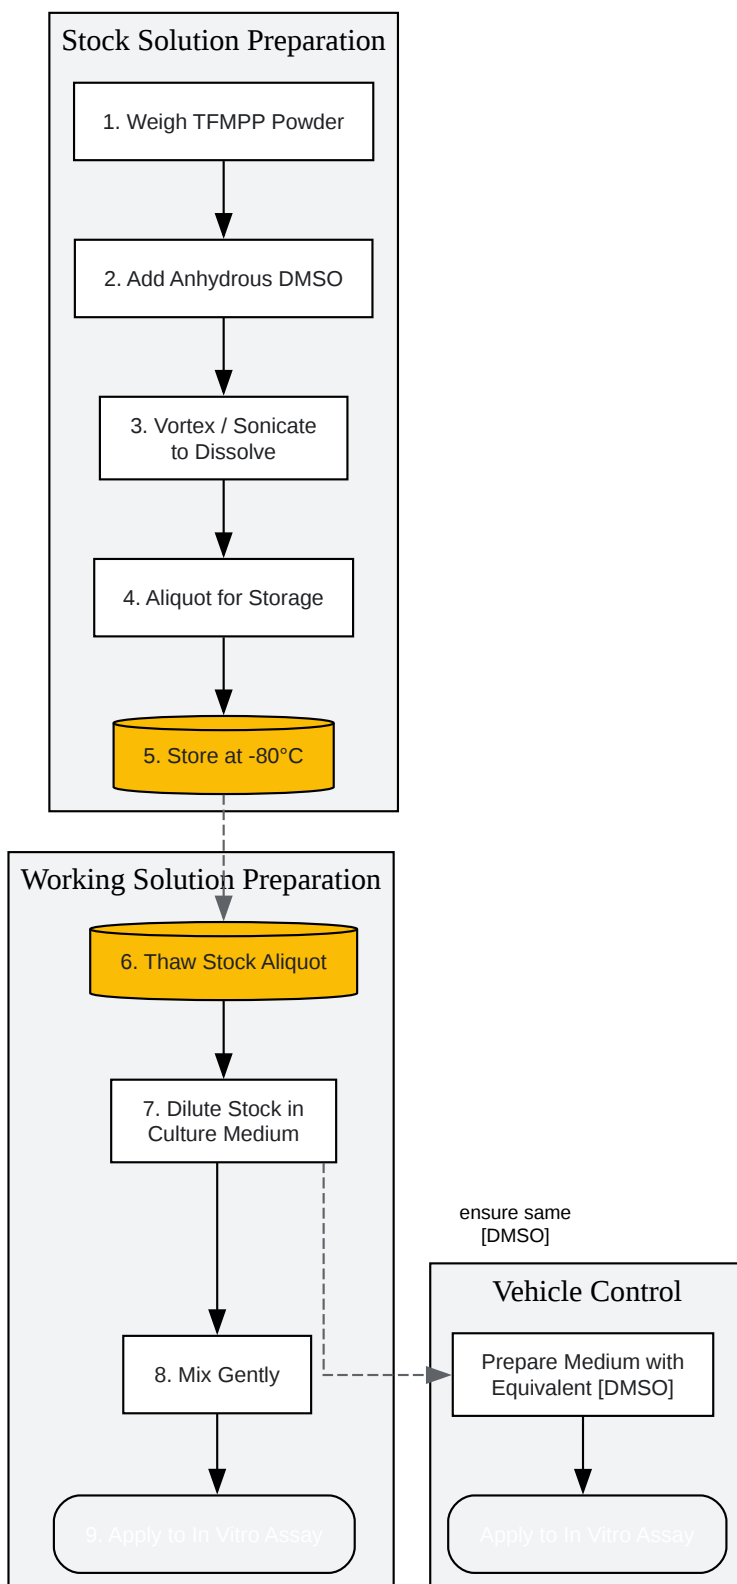 Stock Solution Preparation
1. Weigh TFMPP Powder
2. Add Anhydrous DMSO
3. Vortex / Sonicate
to Dissolve
4. Aliquot for Storage
5. Store at -80°C
Working Solution Preparation
6. Thaw Stock Aliquot
7. Dilute Stock in
Culture Medium
8. Mix Gently
9. Apply to In Vitro Assay
ensure same
[DMSO]
Vehicle Control
Prepare Medium with
Equivalent [DMSO]
Apply to In Vitro Assay